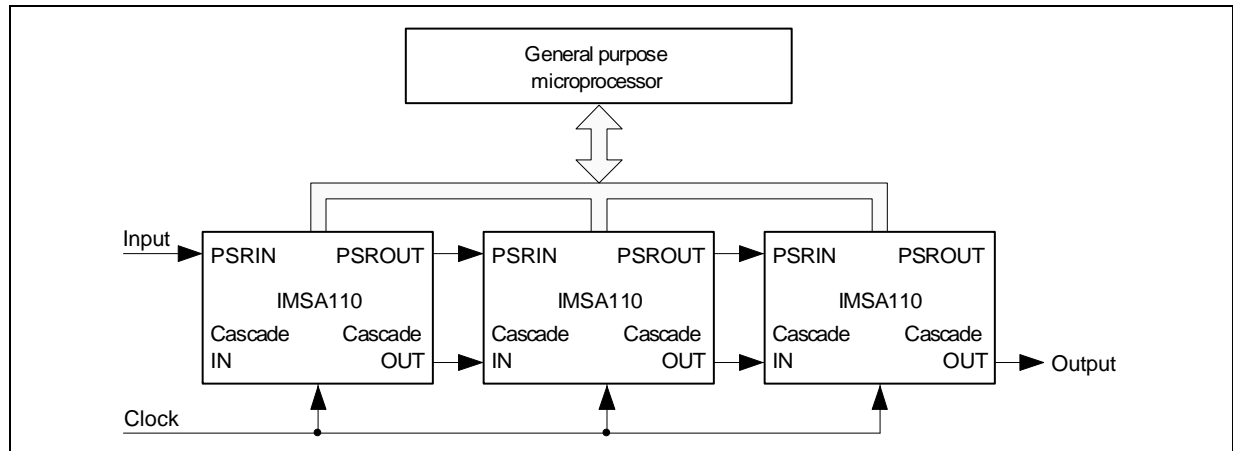 General purpose
microprocessor
Input
PSRIN PSROUT
IMSA110
Cascade Cascade
IN OUT
PSRIN PSROUT
IMSA110
Cascade Cascade
IN OUT
PSRIN PSROUT
IMSA110
Cascade Cascade
IN OUT
Output
Clock